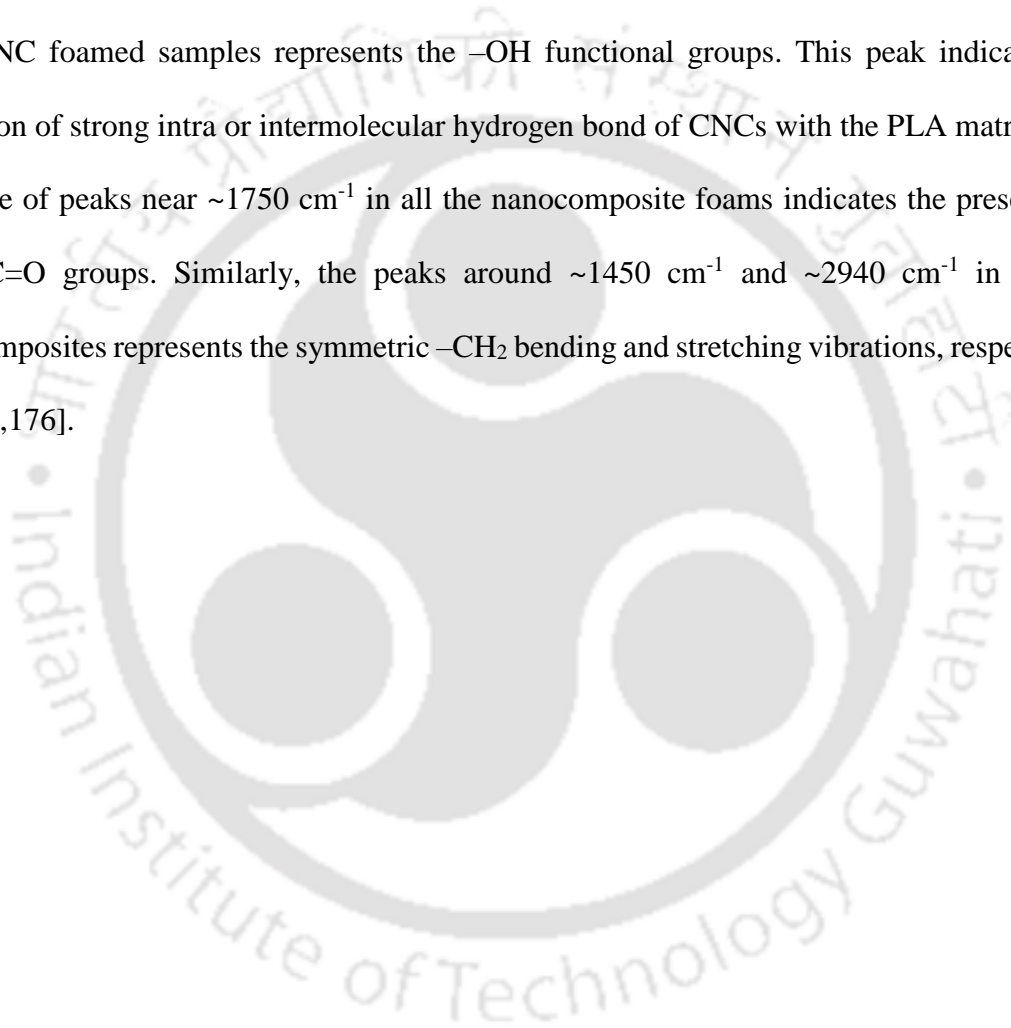 NC foamed samples represents the –OH functional groups. This peak indica
on of strong intra or intermolecular hydrogen bond of CNCs with the PLA matr
e of peaks near ~1750 cm-1 in all the nanocomposite foams indicates the prese
C=O groups. Similarly, the peaks around ~1450 cm-1 and ~2940 cm-1 in
mposites represents the symmetric –CH2 bending and stretching vibrations, respe
,176].
Indian Institute of Technology Guwahati